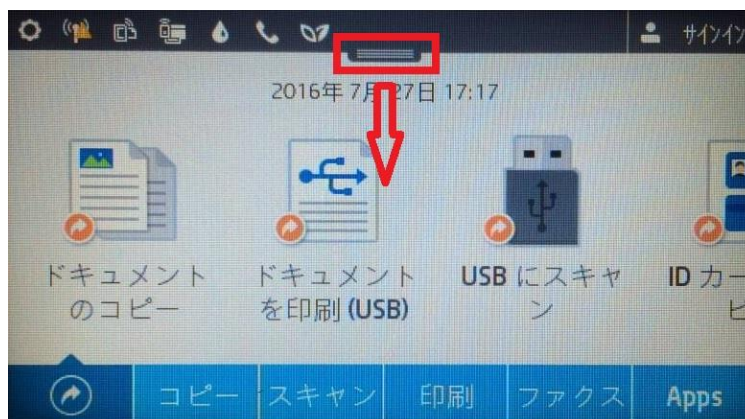 サインイン
2016年 7月 27日 17:17
ドキュメント
のコピー
ドキュメント
を印刷 (USB)
USB にスキャ
ン
ID カー
ピ
コピー
スキャン
印刷
ファクス
Apps